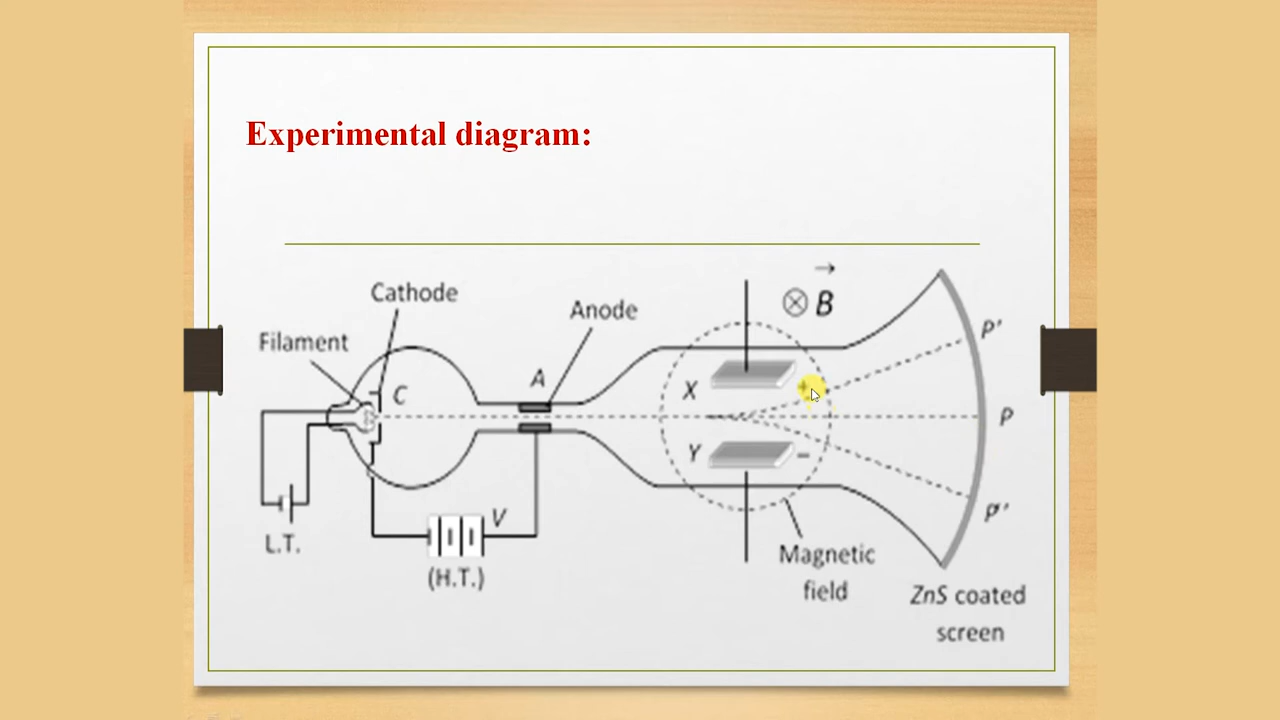 Experimental diagram:
Cathode
Anode
Filament
C
A
X
Y
+
−
⊗ B→
P'
P
P''
L.T.
V
(H.T.)
Magnetic
field
ZnS coated
screen